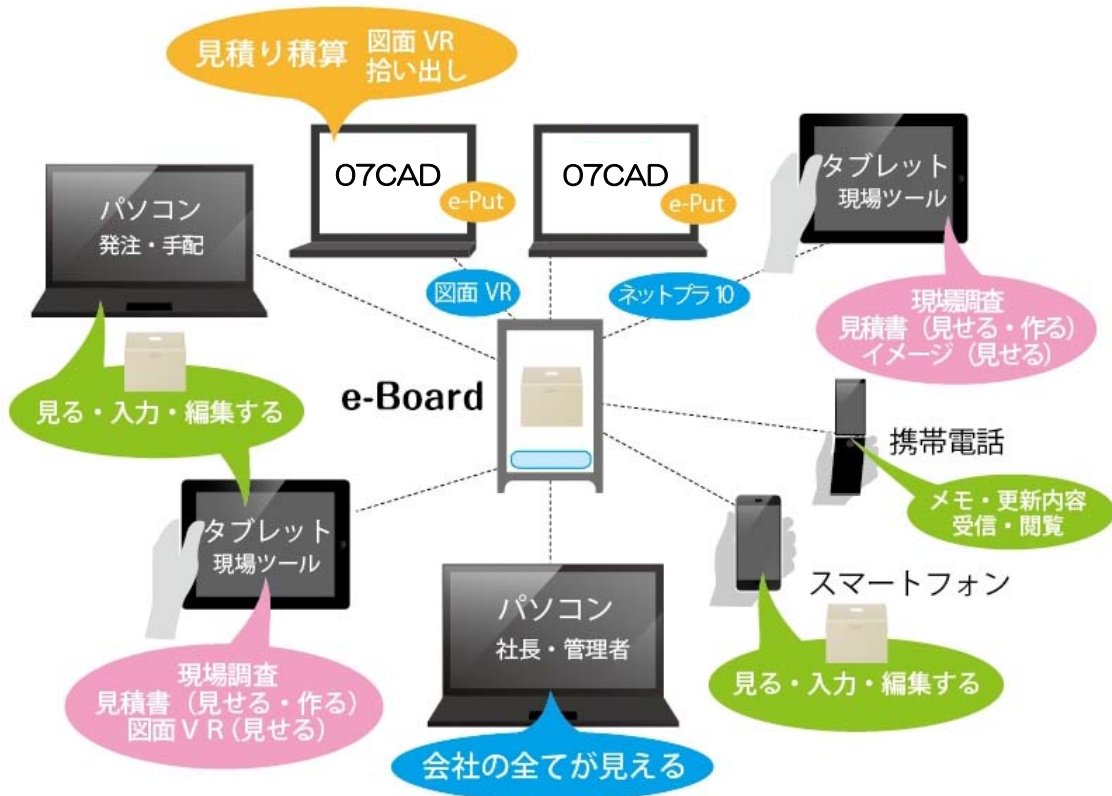 見積り積算
図面 VR
拾い出し
O7CAD
e-Put
O7CAD
e-Put
タブレット
現場ツール
パソコン
発注・手配
図面 VR
ネットプラ 10
現場調査
見積書（見せる・作る）
イメージ（見せる）
見る・入力・編集する
e-Board
携帯電話
メモ・更新内容
受信・閲覧
タブレット
現場ツール
スマートフォン
パソコン
社長・管理者
現場調査
見積書（見せる・作る）
図面ＶＲ（見せる）
見る・入力・編集する
会社の全てが見える